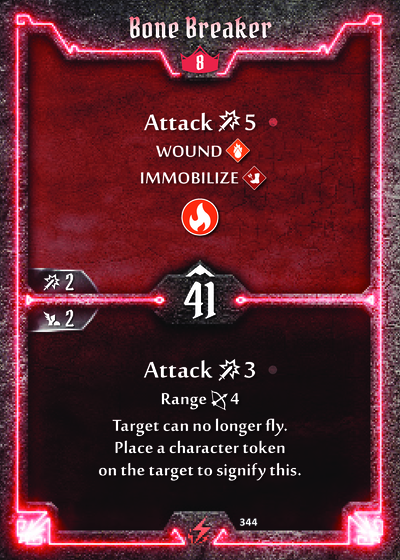 Bone Breaker
8
Attack 5
WOUND
IMMOBILIZE
2
41
2
Attack 3
Range 4
Target can no longer fly.
Place a character token
on the target to signify this.
344